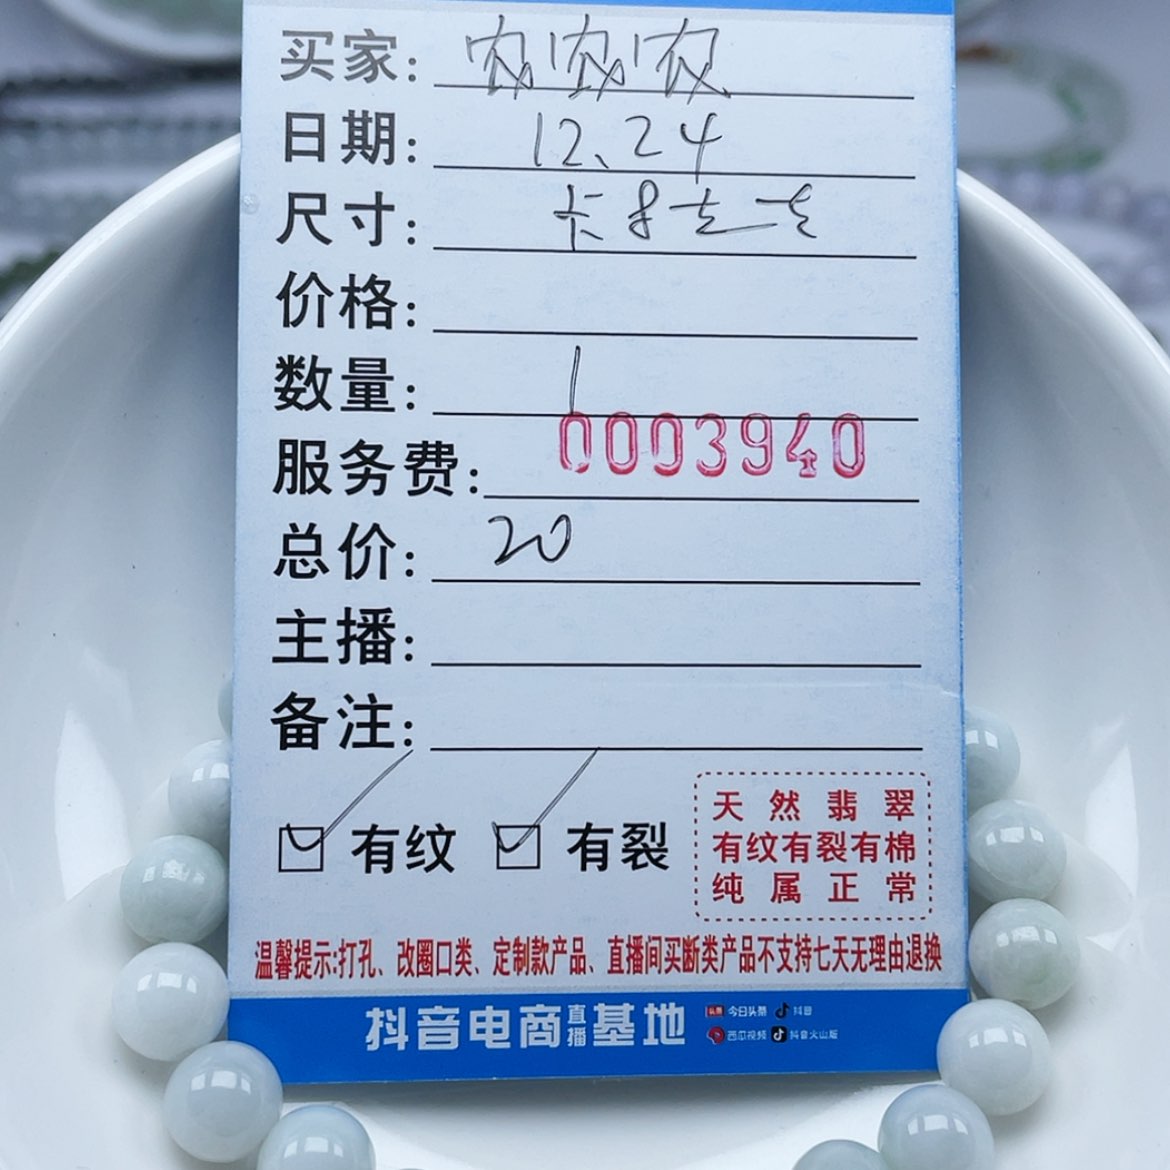 买家: 农农农
日期: 12、24
尺寸:
价格:
数量: 1
0003940
服务费:
总价: 20
主播:
备注:
☑ 有纹 ☑ 有裂
天然翡翠
有纹有裂有棉
纯属正常
温馨提示:打孔、改圈口类、定制款产品、直播间买断类产品不支持七天无理由退换
抖音电商直播基地
头条 今日头条 抖音
西瓜视频 抖音火山版